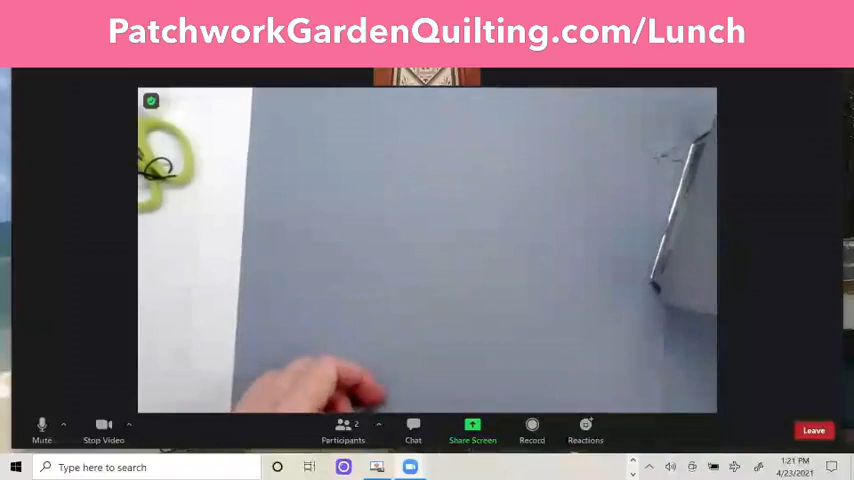 PatchworkGardenQuilting.com/Lunch
2
Mute
Stop Video
Participants
Chat
Share Screen
Record
Reactions
Leave
Type here to search
1:21 PM
4/23/2021